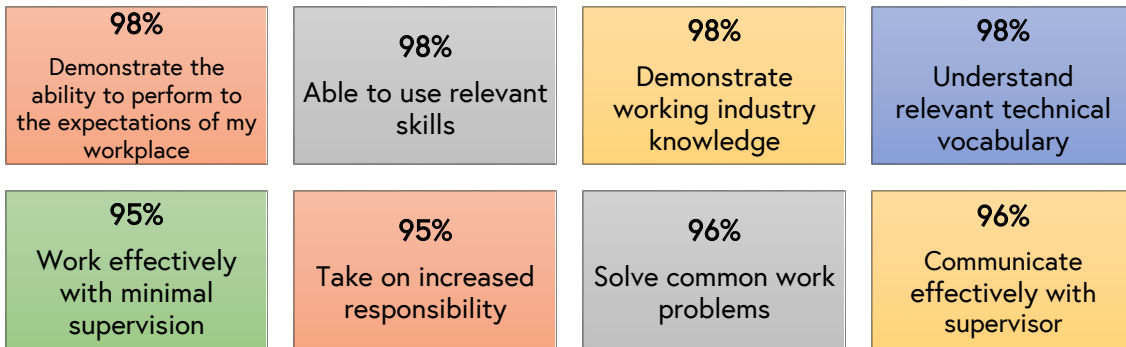 98%
Demonstrate the
ability to perform to
the expectations of my
workplace
98%
Able to use relevant
skills
98%
Demonstrate
working industry
knowledge
98%
Understand
relevant technical
vocabulary
95%
Work effectively
with minimal
supervision
95%
Take on increased
responsibility
96%
Solve common work
problems
96%
Communicate
effectively with
supervisor